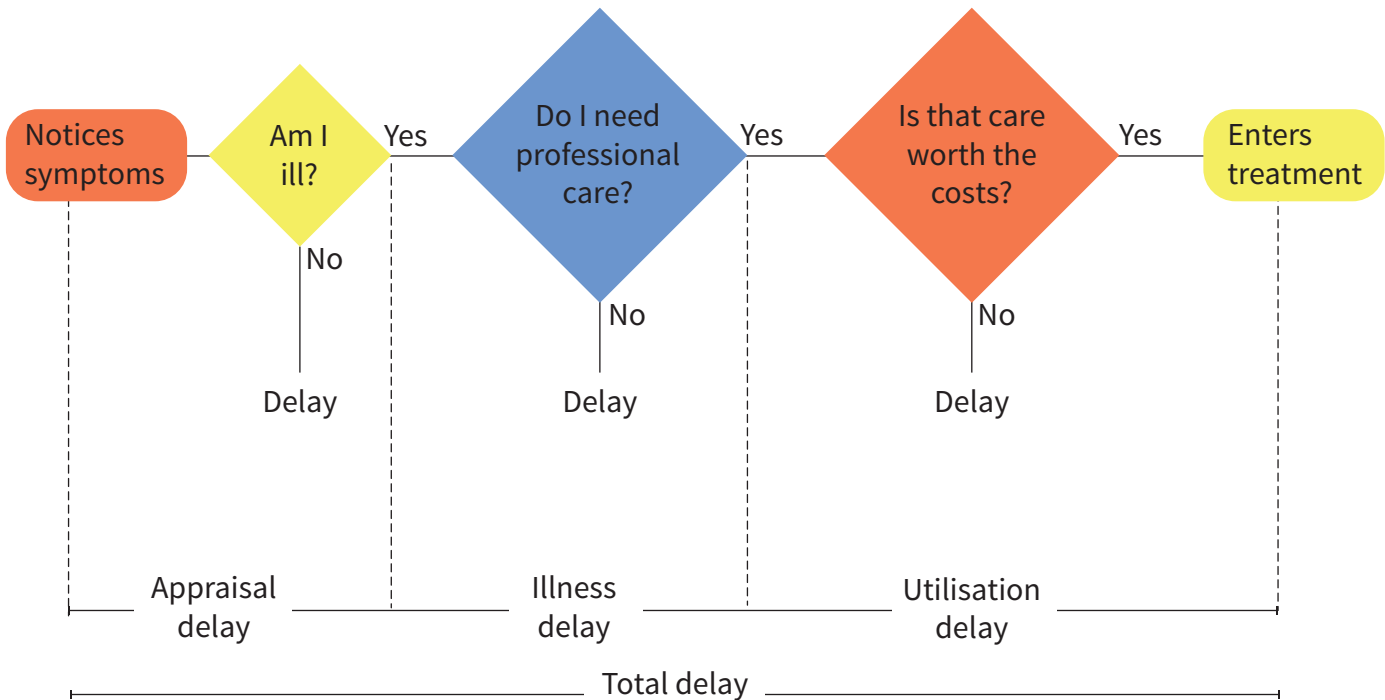 Notices
symptoms
Am I
ill?
Yes
Do I need
professional
care?
Yes
Is that care
worth the
costs?
Yes
Enters
treatment
No
No
No
Delay
Delay
Delay
Appraisal
delay
Illness
delay
Utilisation
delay
Total delay